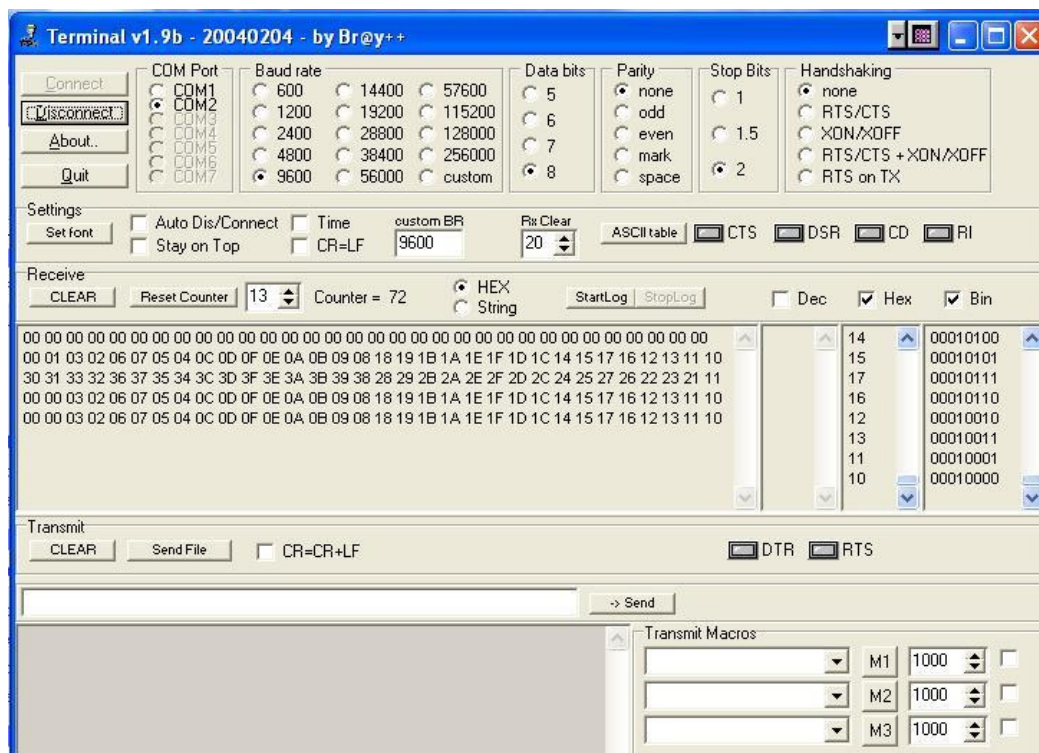 Terminal v1.9b - 20040204 - by Br@y++
Connect
Disconnect
About..
Quit
COM Port
COM1
COM2
COM3
COM4
COM5
COM6
COM7
Baud rate
600 14400 57600
1200 19200 115200
2400 28800 128000
4800 38400 256000
9600 56000 custom
Data bits
5
6
7
8
Parity
none
odd
even
mark
space
Stop Bits
1
1.5
2
Handshaking
none
RTS/CTS
XON/XOFF
RTS/CTS + XON/XOFF
RTS on TX
Settings
Set font
Auto Dis/Connect Time
Stay on Top CR=LF
custom BR
9600
Rx Clear
20
ASCII table CTS DSR CD RI
Receive
CLEAR Reset Counter 13 Counter = 72
HEX
String
StartLog StopLog
Dec Hex Bin
00 00 00 00 00 00 00 00 00 00 00 00 00 00 00 00 00 00 00 00 00 00 00 00 00 00 00 00 00 00 00
00 01 03 02 06 07 05 04 0C 0D 0F 0E 0A 0B 09 08 18 19 1B 1A 1E 1F 1D 1C 14 15 17 16 12 13 11 10
30 31 33 32 36 37 35 34 3C 3D 3F 3E 3A 3B 39 38 28 29 2B 2A 2E 2F 2D 2C 24 25 27 26 22 23 21 11
00 00 03 02 06 07 05 04 0C 0D 0F 0E 0A 0B 09 08 18 19 1B 1A 1E 1F 1D 1C 14 15 17 16 12 13 11 10
00 00 03 02 06 07 05 04 0C 0D 0F 0E 0A 0B 09 08 18 19 1B 1A 1E 1F 1D 1C 14 15 17 16 12 13 11 10
14 00010100
15 00010101
17 00010111
16 00010110
12 00010010
13 00010011
11 00010001
10 00010000
Transmit
CLEAR Send File CR=CR+LF DTR RTS
-> Send
Transmit Macros
M1 1000
M2 1000
M3 1000